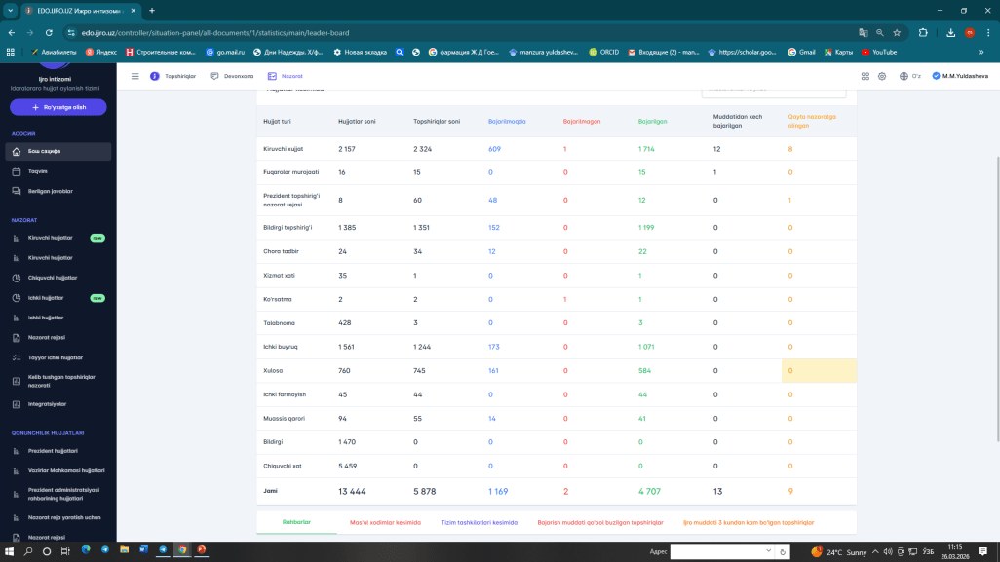 EDO.IJRO.UZ Ижро интизоми
edo.ijro.uz/controller/situation-panel/all-documents/1/statistics/main/leader-board
Авиабилеты Яндекс Строительные ком... go.mail.ru Дни Надежды. Х/ф... Новая вкладка фармация Ж Д Гое... manzura yuldashev... ORCID Входящие (2) - man... https://scholar.goo... Gmail Карты YouTube
Ijro intizomi
Idoralararo hujjat aylanish tizimi
+ Ro'yxatga olish
АСОСИЙ
Бош саҳифа
Taqvim
Berilgan javoblar
NAZORAT
Kiruvchi hujjatlar new
Kiruvchi hujjatlar
Chiquvchi hujjatlar
Ichki hujjatlar new
Ichki hujjatlar
Nazorat rejasi
Tayyor ichki hujjatlar
Kelib tushgan topshiriqlar
nazorati
Integratsiyalar
QONUNCHILIK HUJJATLARI
Prezident hujjatlari
Vazirlar Mahkamasi hujjatlari
Prezident administratsiyasi
rahbarining hujjatlari
Nazorat reja yaratish uchun
Nazorat rejasi
Topshiriqlar Devonxona Nazorat O'z M.M.Yuldasheva
Hujjat turi Hujjatlar soni Topshiriqlar soni Bajarilmoqda Bajarilmagan Bajarilgan Muddatidan kech bajarilgan Qayta nazoratga olingan
Kiruvchi xujjat 2 157 2 324 609 1 1 714 12 8
Fuqarolar murojaati 16 15 0 0 15 1 0
Prezident topshirig'i nazorat rejasi 8 60 48 0 12 0 1
Bildirgi topshirig'i 1 385 1 351 152 0 1 199 0 0
Chora tadbir 24 34 12 0 22 0 0
Xizmat xati 35 1 0 0 1 0 0
Ko'rsatma 2 2 0 1 1 0 0
Talabnoma 428 3 0 0 3 0 0
Ichki buyruq 1 561 1 244 173 0 1 071 0 0
Xulosa 760 745 161 0 584 0 0
Ichki farmoyish 45 44 0 0 44 0 0
Muassis qarori 94 55 14 0 41 0 0
Bildirgi 1 470 0 0 0 0 0 0
Chiquvchi xat 5 459 0 0 0 0 0 0
Jami 13 444 5 878 1 169 2 4 707 13 9
Rahbarlar Mas'ul xodimlar kesimida Tizim tashkilotlari kesimida Bajarish muddati qo'pol buzilgan topshiriqlar Ijro muddati 3 kundan kam bo'lgan topshiriqlar
Адрес
24°C Sunny
ЎЗБ
11:15
26.03.2026